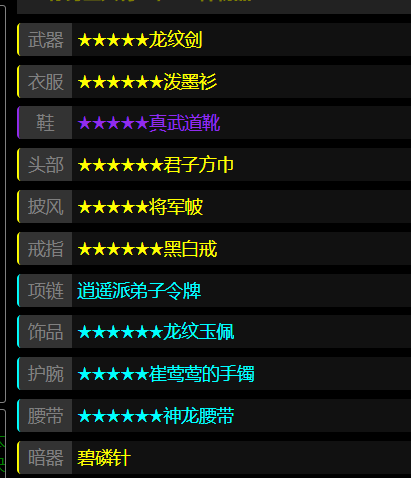 武器 ★★★★★龙纹剑
衣服 ★★★★★★泼墨衫
鞋 ★★★★★真武道靴
头部 ★★★★★★君子方巾
披风 ★★★★★将军帔
戒指 ★★★★★★黑白戒
项链 逍遥派弟子令牌
饰品 ★★★★★★龙纹玉佩
护腕 ★★★★★崔莺莺的手镯
腰带 ★★★★★★神龙腰带
暗器 碧磷针